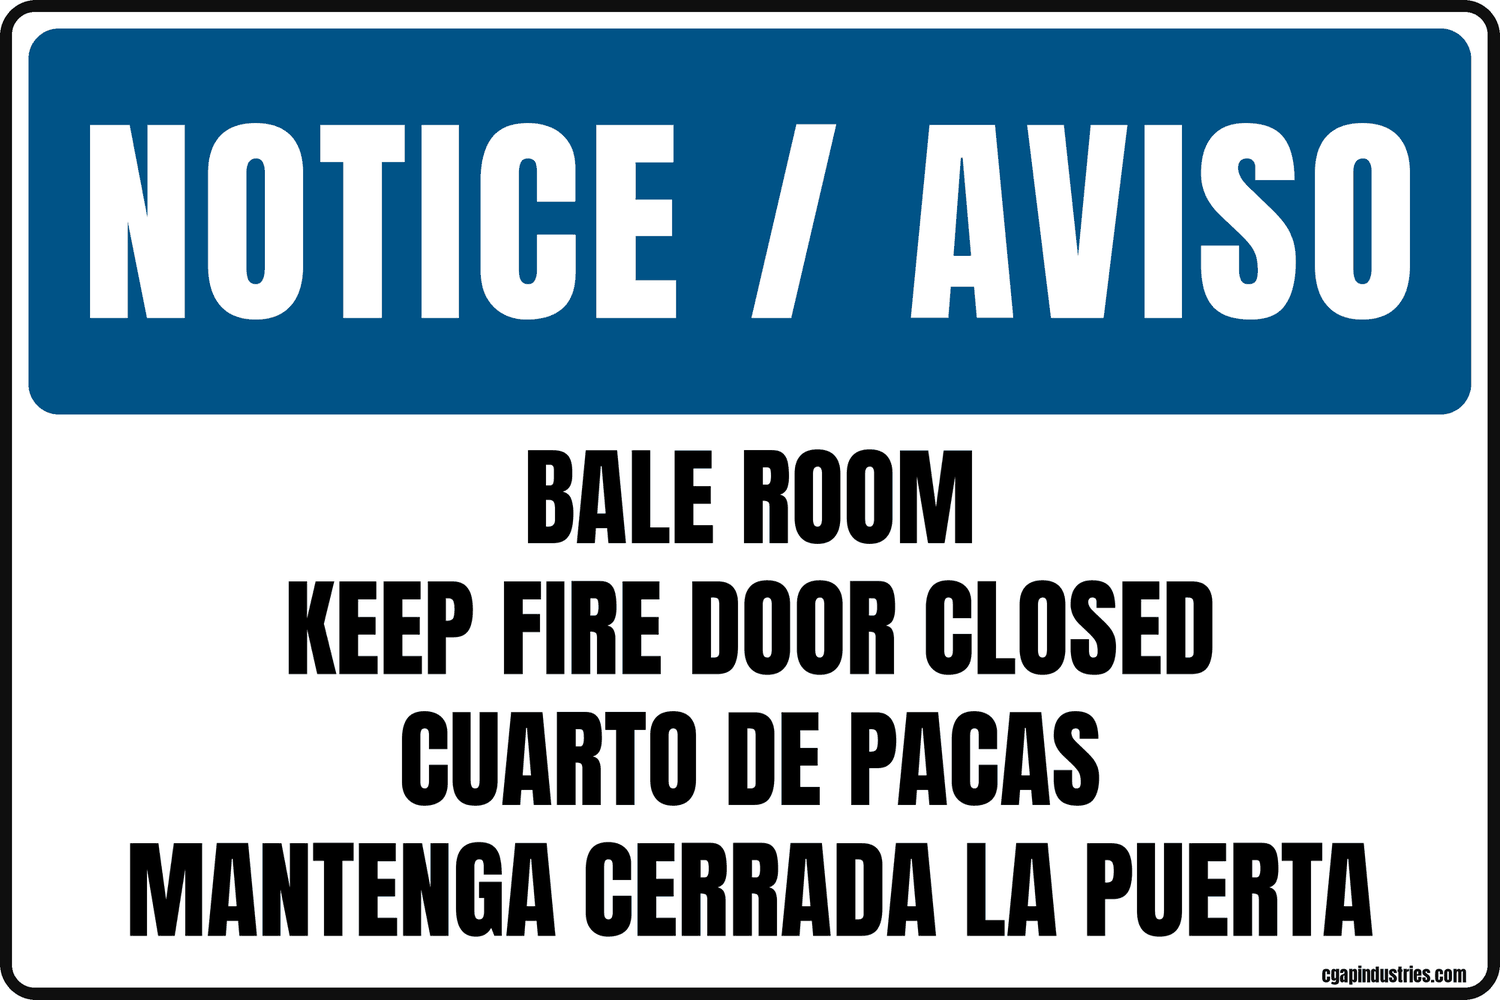 NOTICE / AVISO
BALE ROOM
KEEP FIRE DOOR CLOSED
CUARTO DE PACAS
MANTENGA CERRADA LA PUERTA
cgapindustries.com